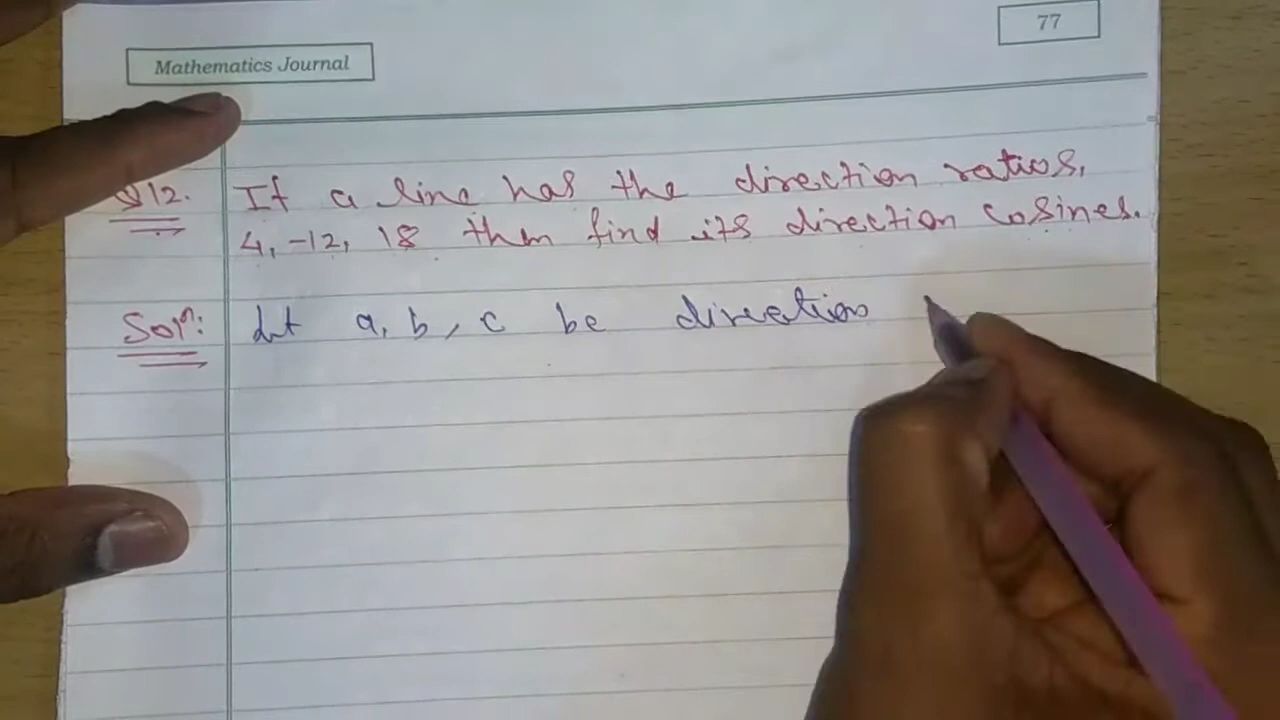 77
Mathematics Journal
Q12. If a line has the direction ratios,
4, -12, 18 then find its direction cosines.
Solⁿ: Let a, b, c be direction